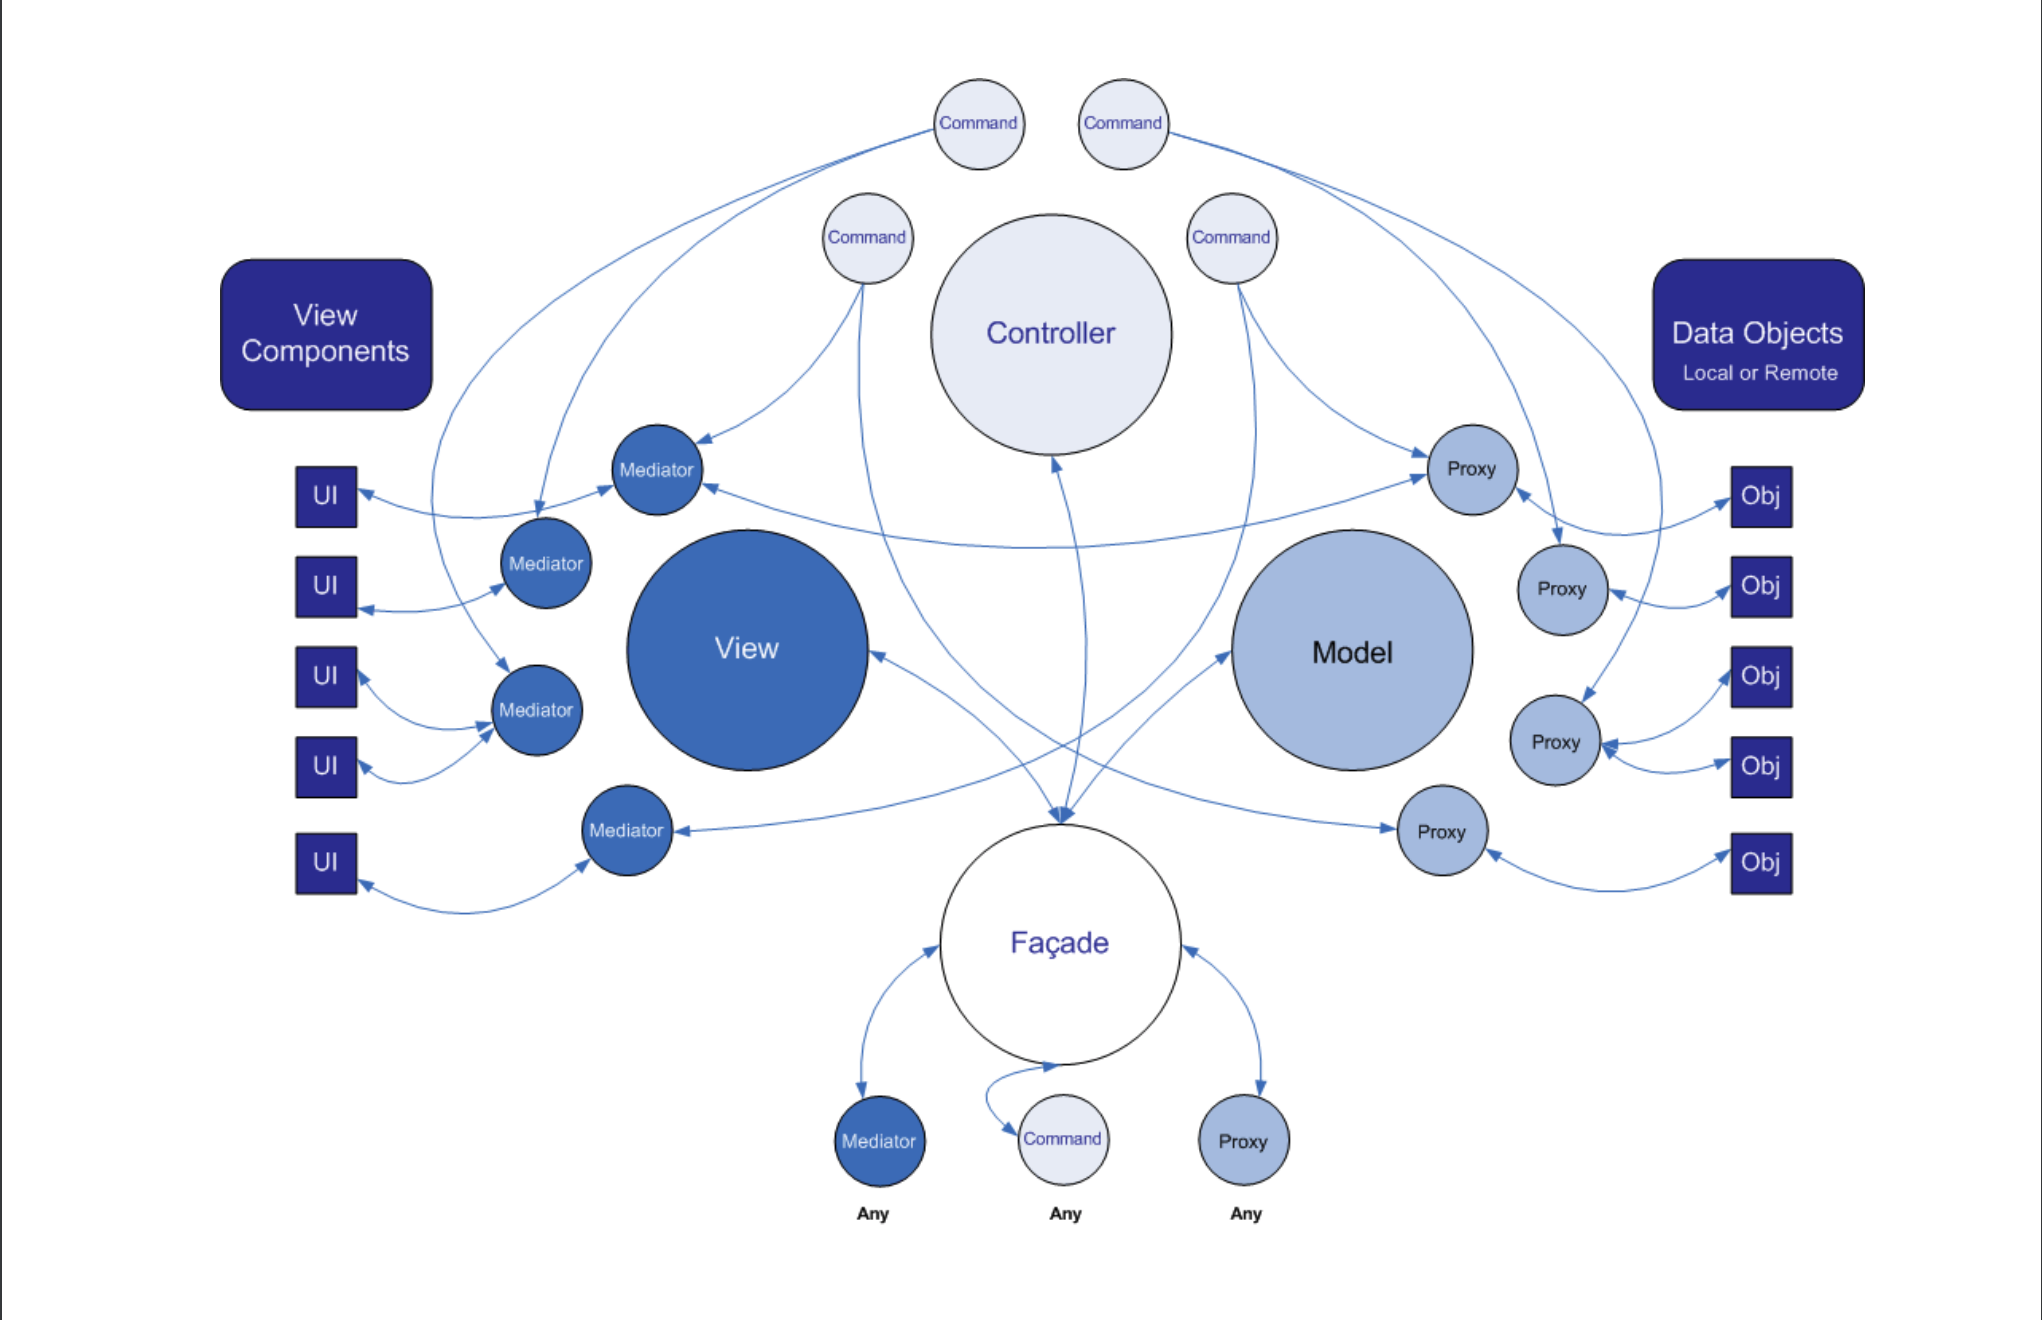 Command
Command
Command
Command
Controller
View
Components
Data Objects
Local or Remote
Mediator
Proxy
UI
Obj
Mediator
UI
Proxy
Obj
View
Model
UI
Obj
Mediator
Proxy
UI
Obj
Mediator
Proxy
UI
Obj
Façade
Mediator
Command
Proxy
Any
Any
Any